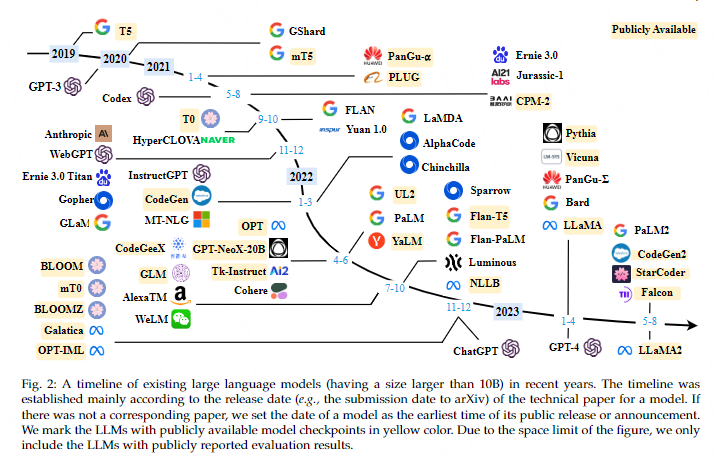 Publicly Available
T5
GShard
mT5
2019
2020
2021
GPT-3
Codex
1-4
PanGu-α
HUAWEI
PLUG
Ernie 3.0
AI21 labs
Jurassic-1
BAAI
CPM-2
5-8
T0
HyperCLOVA NAVER
9-10
FLAN
inspur Yuan 1.0
Anthropic
WebGPT
11-12
Ernie 3.0 Titan
Gopher
GLaM
InstructGPT
CodeGen
MT-NLG
2022
1-3
LaMDA
AlphaCode
Chinchilla
OPT
CodeGeeX
GPT-NeoX-20B
GLM
Tk-Instruct Ai2
Cohere
4-6
UL2
PaLM
YaLM
BLOOM
mT0
BLOOMZ
Galatica
OPT-IML
AlexaTM
WeLM
7-10
Sparrow
Flan-T5
Flan-PaLM
Luminous
NLLB
11-12
ChatGPT
2023
Pythia
LM-SYS
Vicuna
HUAWEI
PanGu-Σ
Bard
LLaMA
1-4
GPT-4
PaLM2
CodeGen2
StarCoder
TII
Falcon
5-8
LLaMA2
Fig. 2: A timeline of existing large language models (having a size larger than 10B) in recent years. The timeline was
established mainly according to the release date (e.g., the submission date to arXiv) of the technical paper for a model. If
there was not a corresponding paper, we set the date of a model as the earliest time of its public release or announcement.
We mark the LLMs with publicly available model checkpoints in yellow color. Due to the space limit of the figure, we only
include the LLMs with publicly reported evaluation results.